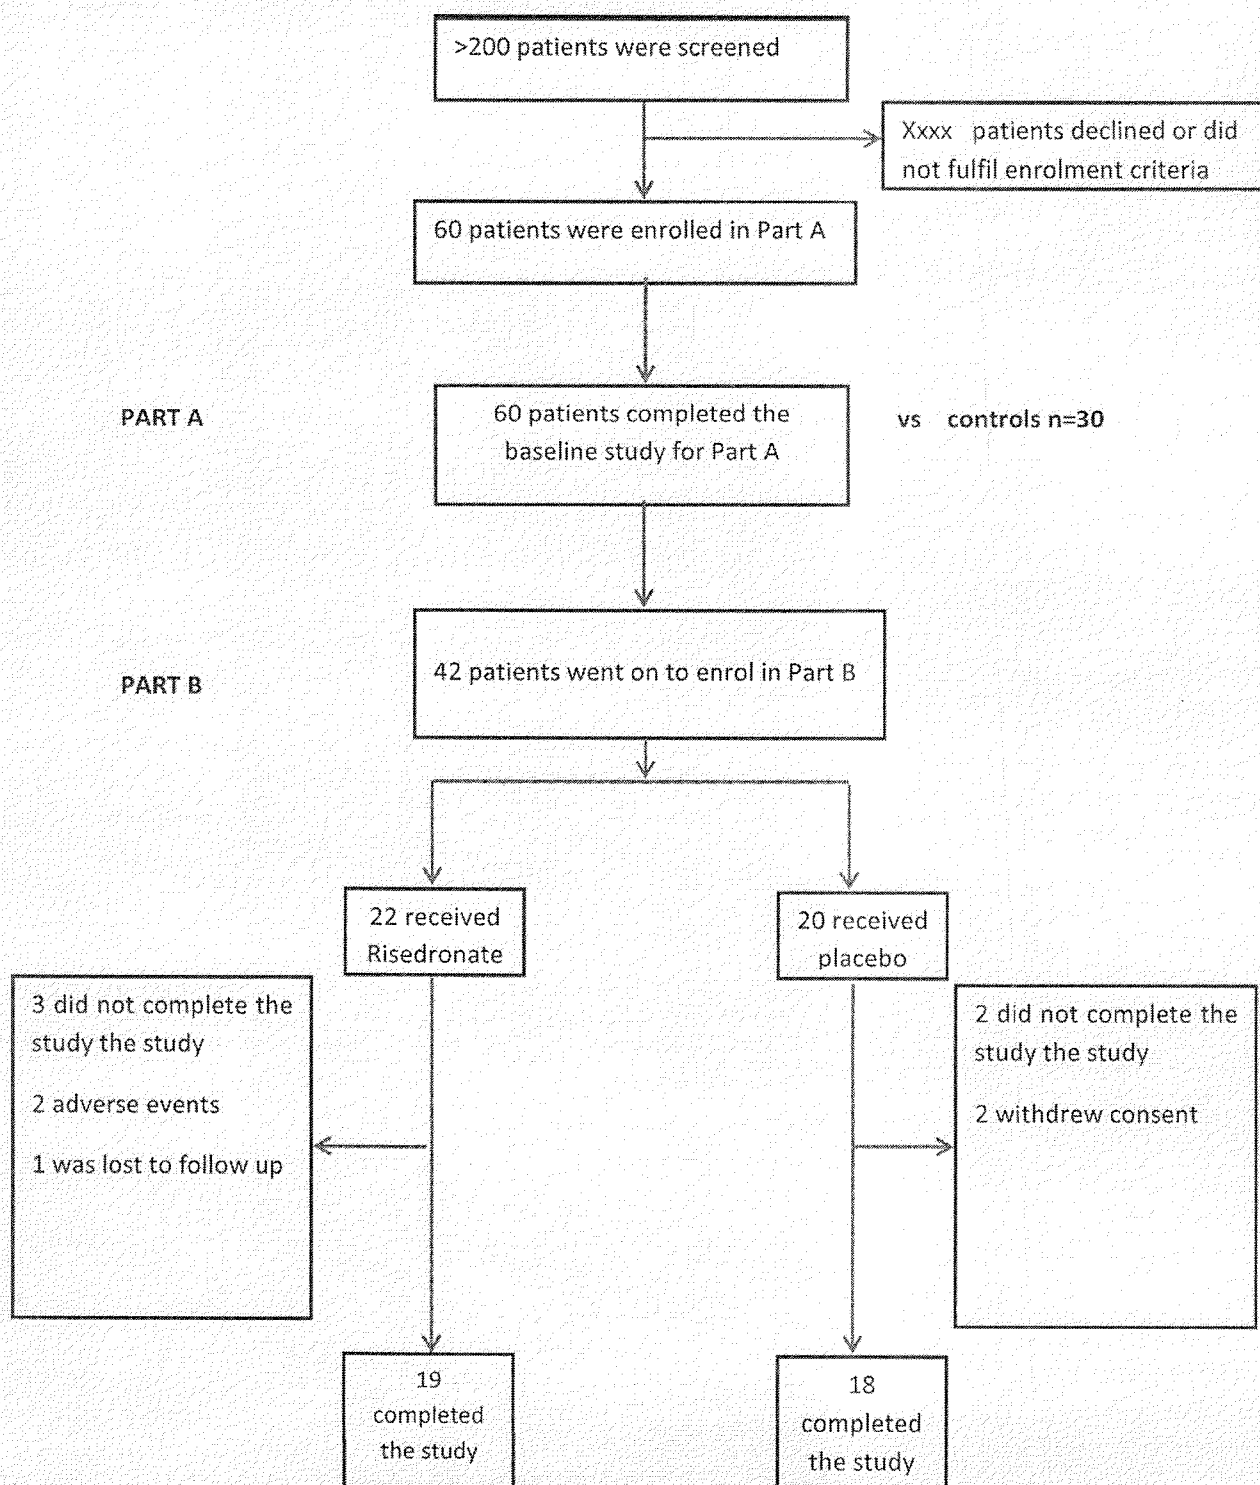 >200 patients were screened
Xxxx patients declined or did
not fulfil enrolment criteria
60 patients were enrolled in Part A
PART A
60 patients completed the
baseline study for Part A
vs controls n=30
PART B
42 patients went on to enrol in Part B
22 received
Risedronate
20 received
placebo
3 did not complete the
study the study
2 adverse events
1 was lost to follow up
2 did not complete the
study the study
2 withdrew consent
19
completed
the study
18
completed
the study